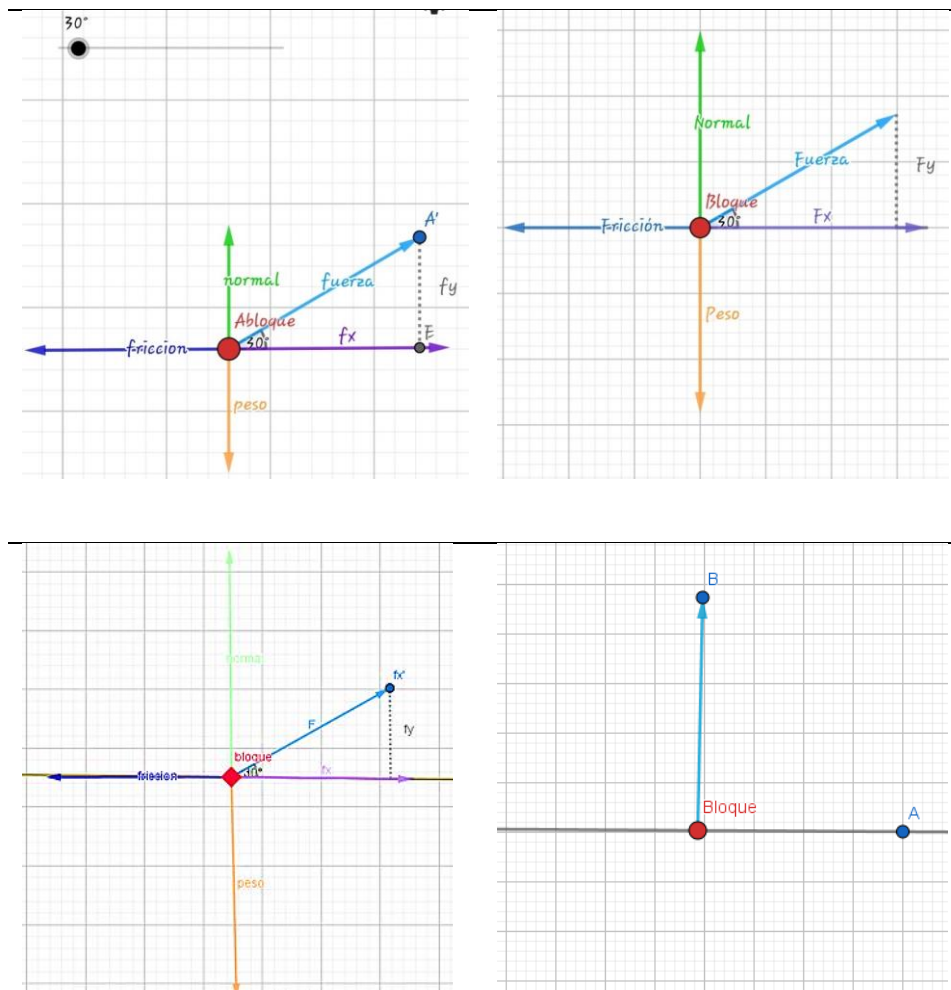 30°
A'
normal
fuerza
fy
Abloque
30°
fx
E
friccion
peso
Normal
Fuerza
Fy
Bloque
30°
Fricción
Fx
Peso
fx'
F
fy
bloque
30°
fx
peso
B
Bloque
A